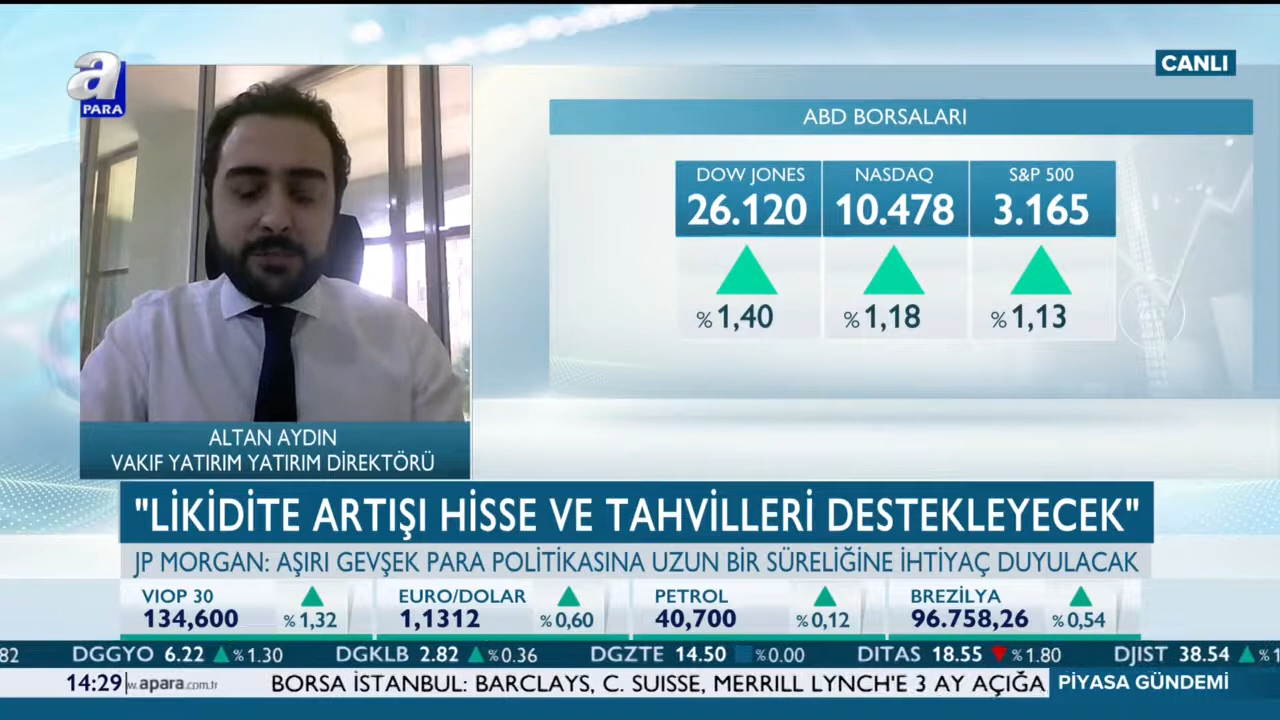 a
PARA
CANLI
ABD BORSALARI
DOW JONES NASDAQ S&P 500
26.120 10.478 3.165
%1,40 %1,18 %1,13
ALTAN AYDIN
VAKIF YATIRIM YATIRIM DİREKTÖRÜ
"LİKİDİTE ARTIŞI HİSSE VE TAHVİLLERİ DESTEKLEYECEK"
JP MORGAN: AŞIRI GEVŞEK PARA POLİTİKASINA UZUN BİR SÜRELİĞİNE İHTİYAÇ DUYULACAK
VIOP 30 EURO/DOLAR PETROL BREZİLYA
134,600 %1,32 1,1312 %0,60 40,700 %0,12 96.758,26 %0,54
82 DGGYO 6.22 %1.30 DGKLB 2.82 %0.36 DGZTE 14.50 %0.00 DITAS 18.55 %1.80 DJIST 38.54 %1
14:29 w.apara.com.tr BORSA İSTANBUL: BARCLAYS, C. SUISSE, MERRILL LYNCH'E 3 AY AÇIĞA PİYASA GÜNDEMİ